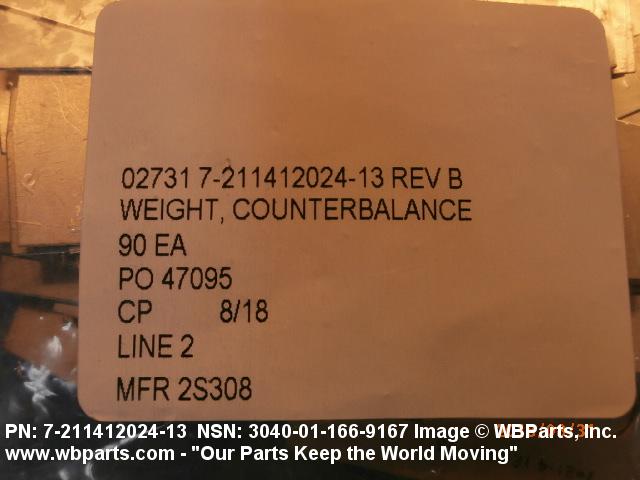 02731 7-211412024-13 REV B
WEIGHT, COUNTERBALANCE
90 EA
PO 47095
CP 8/18
LINE 2
MFR 2S308
PN: 7-211412024-13 NSN: 3040-01-166-9167 Image © WBParts, Inc.
www.wbparts.com - "Our Parts Keep the World Moving"